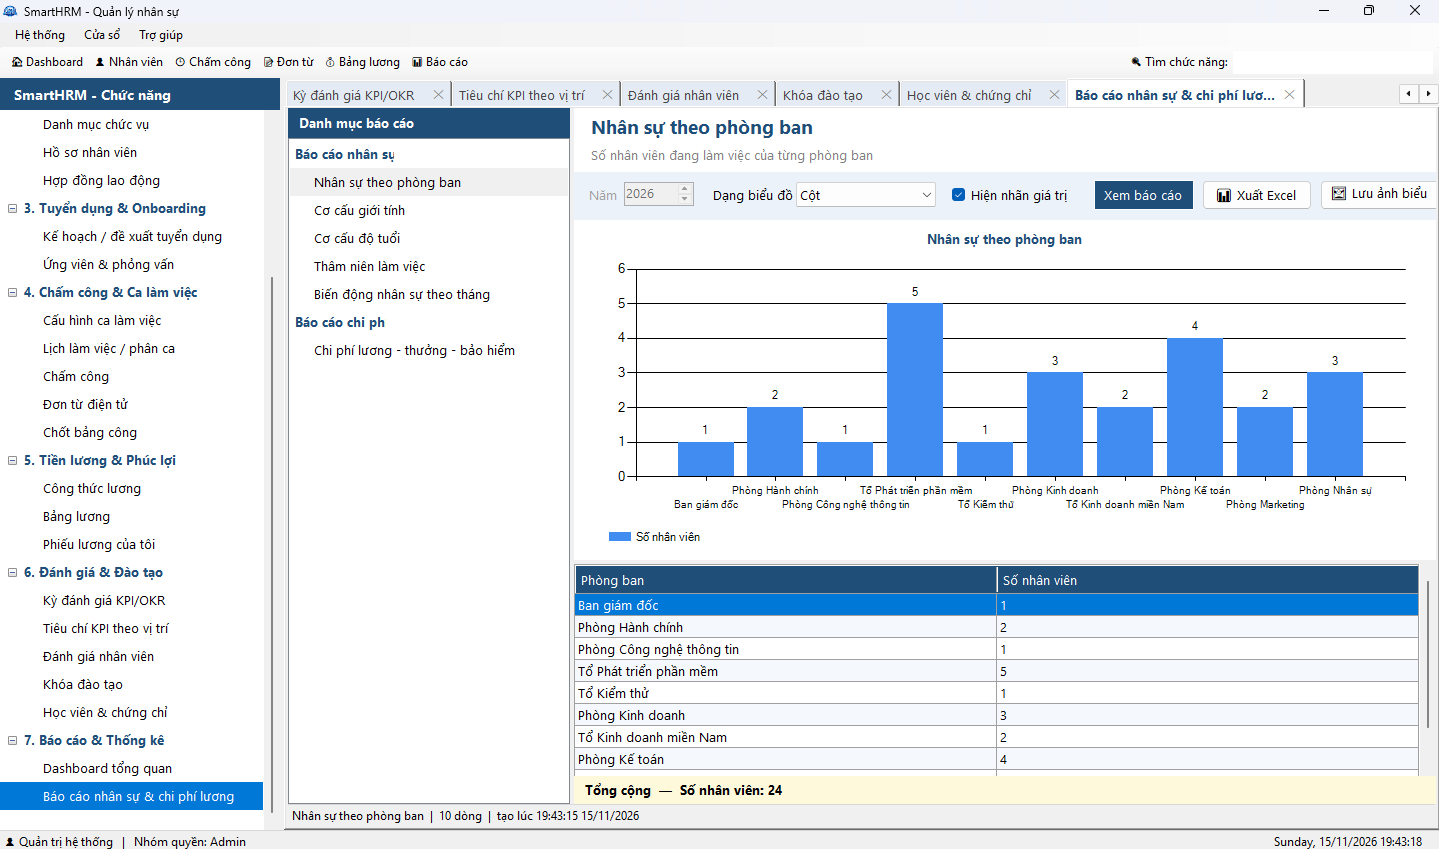 SmartHRM - Quản lý nhân sự
Hệ thống Cửa sổ Trợ giúp
Dashboard Nhân viên Chấm công Đơn từ Bảng lương Báo cáo Tìm chức năng:
SmartHRM - Chức năng
Danh mục chức vụ
Hồ sơ nhân viên
Hợp đồng lao động
3. Tuyển dụng & Onboarding
Kế hoạch / đề xuất tuyển dụng
Ứng viên & phỏng vấn
4. Chấm công & Ca làm việc
Cấu hình ca làm việc
Lịch làm việc / phân ca
Chấm công
Đơn từ điện tử
Chốt bảng công
5. Tiền lương & Phúc lợi
Công thức lương
Bảng lương
Phiếu lương của tôi
6. Đánh giá & Đào tạo
Kỳ đánh giá KPI/OKR
Tiêu chí KPI theo vị trí
Đánh giá nhân viên
Khóa đào tạo
Học viên & chứng chỉ
7. Báo cáo & Thống kê
Dashboard tổng quan
Báo cáo nhân sự & chi phí lương
Kỳ đánh giá KPI/OKR Tiêu chí KPI theo vị trí Đánh giá nhân viên Khóa đào tạo Học viên & chứng chỉ Báo cáo nhân sự & chi phí lươ...
Danh mục báo cáo
Báo cáo nhân sự
Nhân sự theo phòng ban
Cơ cấu giới tính
Cơ cấu độ tuổi
Thâm niên làm việc
Biến động nhân sự theo tháng
Báo cáo chi ph
Chi phí lương - thưởng - bảo hiểm
Nhân sự theo phòng ban
Số nhân viên đang làm việc của từng phòng ban
Năm 2026 Dạng biểu đồ Cột Hiện nhãn giá trị Xem báo cáo Xuất Excel Lưu ảnh biểu
Nhân sự theo phòng ban
6
5
4
3
2
1
0
1 2 1 5 1 3 2 4 2 3
Phòng Hành chính Tổ Phát triển phần mềm Phòng Kinh doanh Phòng Kế toán Phòng Nhân sự
Ban giám đốc Phòng Công nghệ thông tin Tổ Kiểm thử Tổ Kinh doanh miền Nam Phòng Marketing
Số nhân viên
Phòng ban Số nhân viên
Ban giám đốc 1
Phòng Hành chính 2
Phòng Công nghệ thông tin 1
Tổ Phát triển phần mềm 5
Tổ Kiểm thử 1
Phòng Kinh doanh 3
Tổ Kinh doanh miền Nam 2
Phòng Kế toán 4
Tổng cộng — Số nhân viên: 24
Nhân sự theo phòng ban | 10 dòng | tạo lúc 19:43:15 15/11/2026
Quản trị hệ thống | Nhóm quyền: Admin Sunday, 15/11/2026 19:43:18